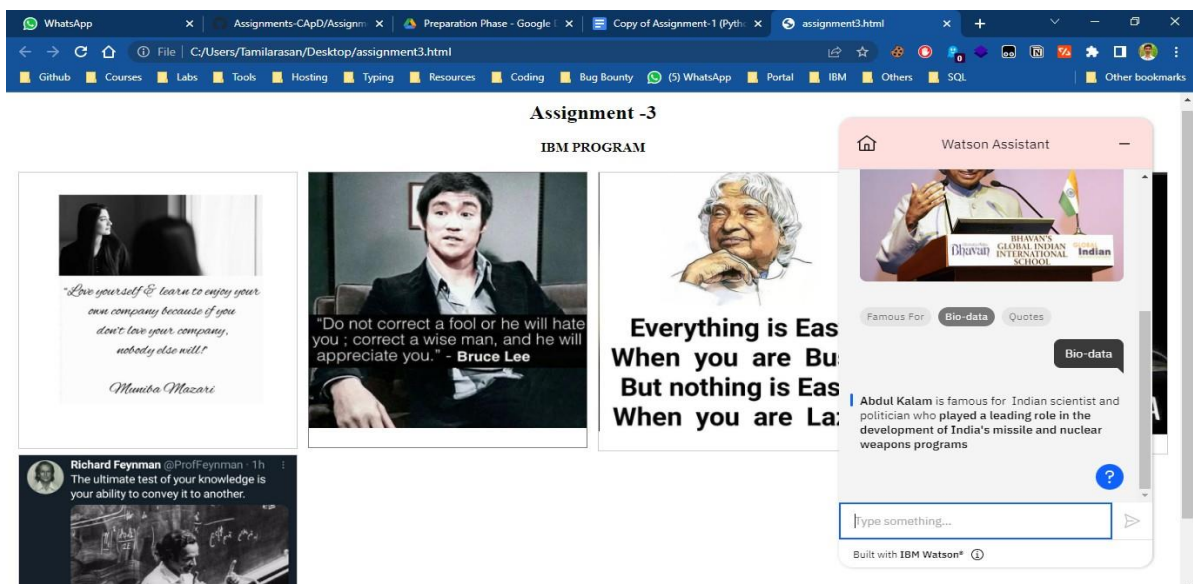 WhatsApp
Assignments-CApD/Assignm
Preparation Phase - Google
Copy of Assignment-1 (Pyth
assignment3.html
File | C:/Users/Tamilarasan/Desktop/assignment3.html
Github Courses Labs Tools Hosting Typing Resources Coding Bug Bounty (5) WhatsApp Portal IBM Others SQL Other bookmarks
Assignment -3
IBM PROGRAM
"Love yourself & learn to enjoy your
own company because if you
don't love your company,
nobody else will!"
Muniba Mazari
"Do not correct a fool or he will hate
you ; correct a wise man, and he will
appreciate you." - Bruce Lee
Everything is Eas
When you are Bu
But nothing is Eas
When you are La
Richard Feynman @ProfFeynman · 1h
The ultimate test of your knowledge is
your ability to convey it to another.
Watson Assistant
Bhavan
BHAVAN'S
GLOBAL INDIAN
INTERNATIONAL
SCHOOL
Indian
Famous For Bio-data Quotes
Bio-data
Abdul Kalam is famous for Indian scientist and
politician who played a leading role in the
development of India's missile and nuclear
weapons programs
?
Type something...
Built with IBM Watson®